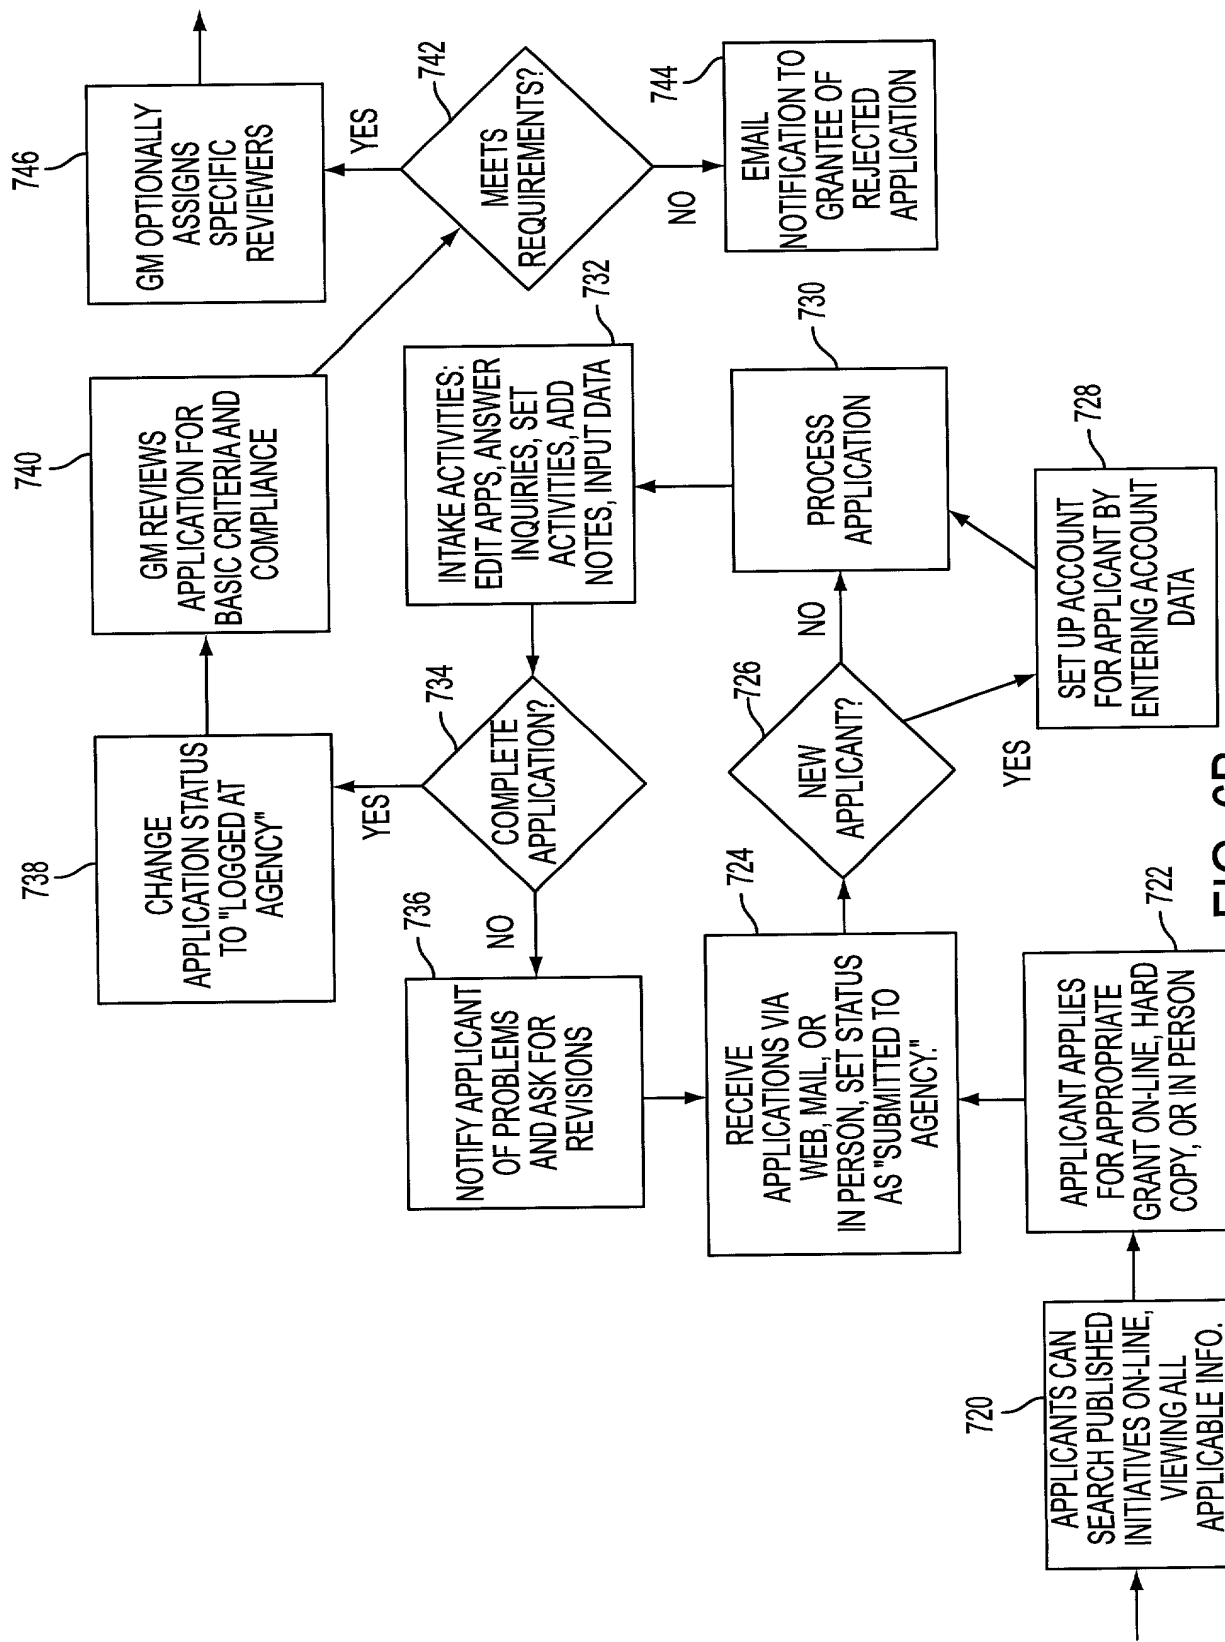 720
APPLICANTS CAN
SEARCH PUBLISHED
INITIATIVES ON-LINE,
VIEWING ALL
APPLICABLE INFO.
722
APPLICANT APPLIES
FOR APPROPRIATE
GRANT ON-LINE, HARD
COPY, OR IN PERSON
724
RECEIVE
APPLICATIONS VIA
WEB, MAIL, OR
IN PERSON, SET STATUS
AS "SUBMITTED TO
AGENCY."
726
NEW
APPLICANT?
YES
NO
728
SET UP ACCOUNT
FOR APPLICANT BY
ENTERING ACCOUNT
DATA
730
PROCESS
APPLICATION
732
INTAKE ACTIVITIES:
EDIT APPS, ANSWER
INQUIRIES, SET
ACTIVITIES, ADD
NOTES, INPUT DATA
734
COMPLETE
APPLICATION?
NO
YES
736
NOTIFY APPLICANT
OF PROBLEMS
AND ASK FOR
REVISIONS
738
CHANGE
APPLICATION STATUS
TO "LOGGED AT
AGENCY"
740
GM REVIEWS
APPLICATION FOR
BASIC CRITERIA AND
COMPLIANCE
742
MEETS
REQUIREMENTS?
YES
NO
744
EMAIL
NOTIFICATION TO
GRANTEE OF
REJECTED
APPLICATION
746
GM OPTIONALLY
ASSIGNS
SPECIFIC
REVIEWERS